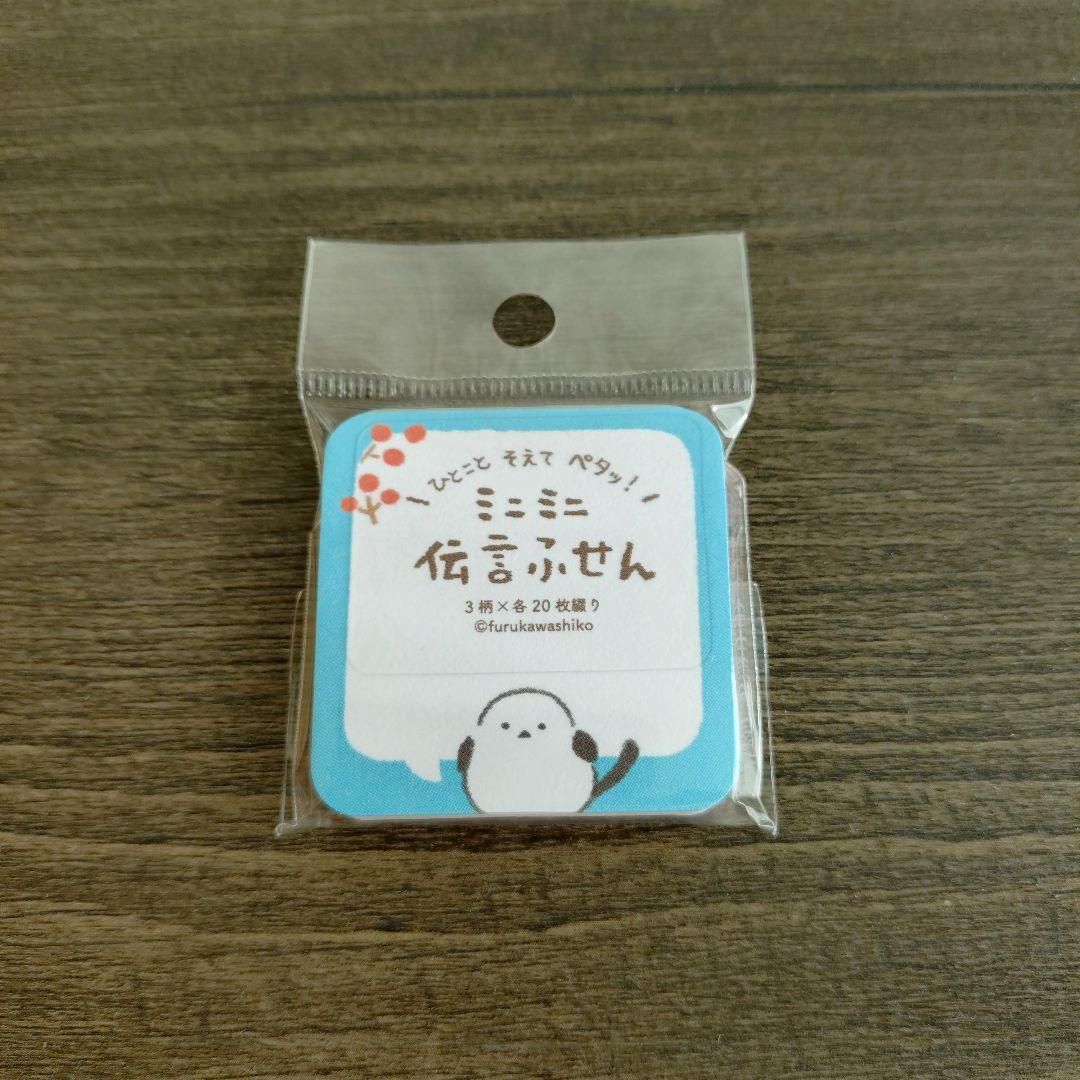 ひとこと そえて ペタッ!
ミニミニ
伝言ふせん
3柄×各20枚綴り
©furukawashiko